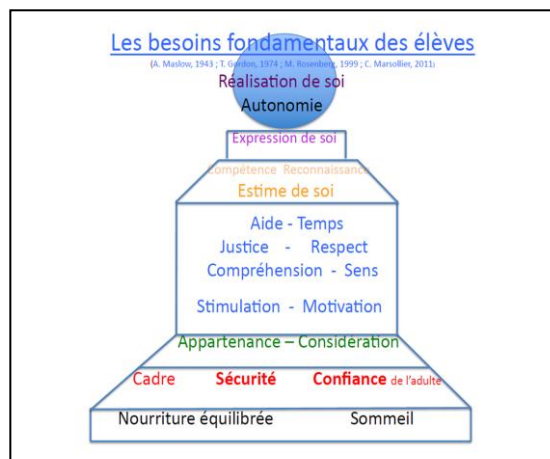 Les besoins fondamentaux des élèves
(A. Maslow, 1943 ; T. Gordon, 1974 ; M. Rosenberg, 1999 ; C. Marsollier, 2011)
Réalisation de soi
Autonomie
Expression de soi
Compétence Reconnaissance
Estime de soi
Aide - Temps
Justice - Respect
Compréhension - Sens
Stimulation - Motivation
Appartenance – Considération
Cadre Sécurité Confiance de l'adulte
Nourriture équilibrée Sommeil